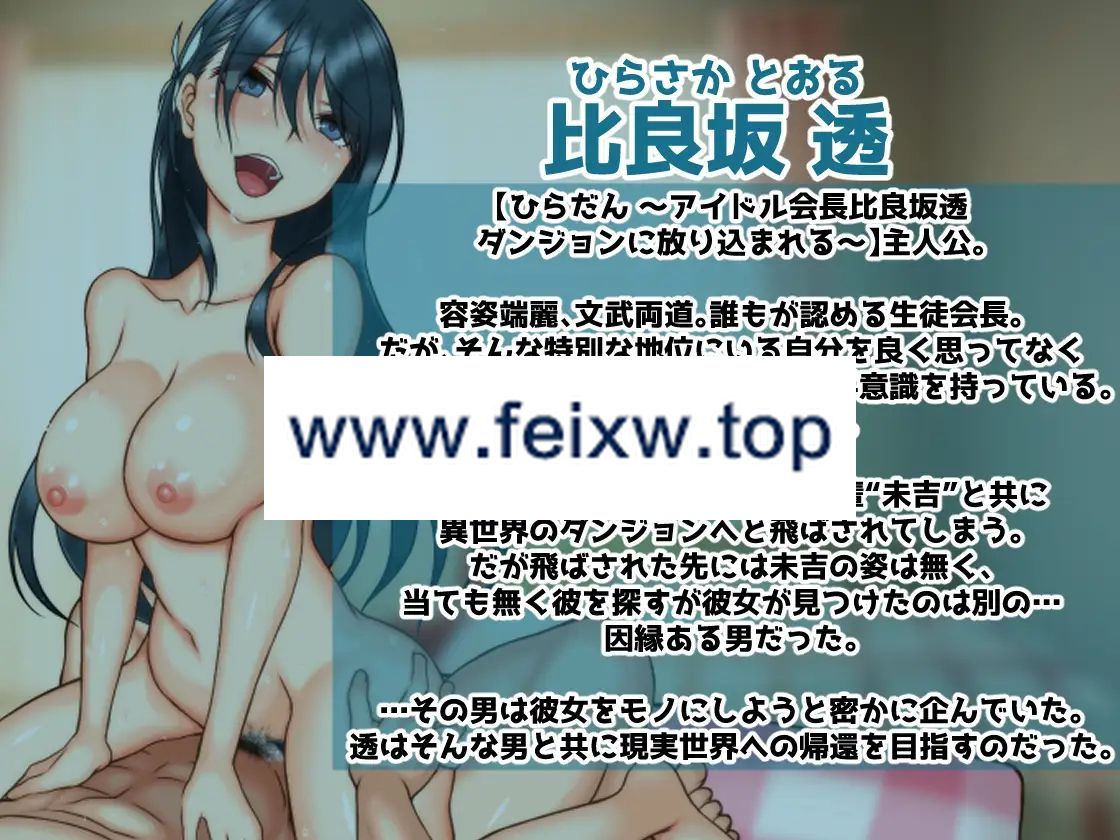 ひらさか とおる
比良坂 透
【ひらだん ~アイドル会長比良坂透
ダンジョンに放り込まれる~】主人公。
容姿端麗、文武両道。誰もが認める生徒会長。
だが、そんな特別な地位にいる自分を良く思ってなく
意識を持っている。
www.feixw.top
“未吉”と共に
異世界のダンジョンへと飛ばされてしまう。
だが飛ばされた先には未吉の姿は無く、
当ても無く彼を探すが彼女が見つけたのは別の…
因縁ある男だった。
…その男は彼女をモノにしようと密かに企んでいた。
透はそんな男と共に現実世界への帰還を目指すのだった。